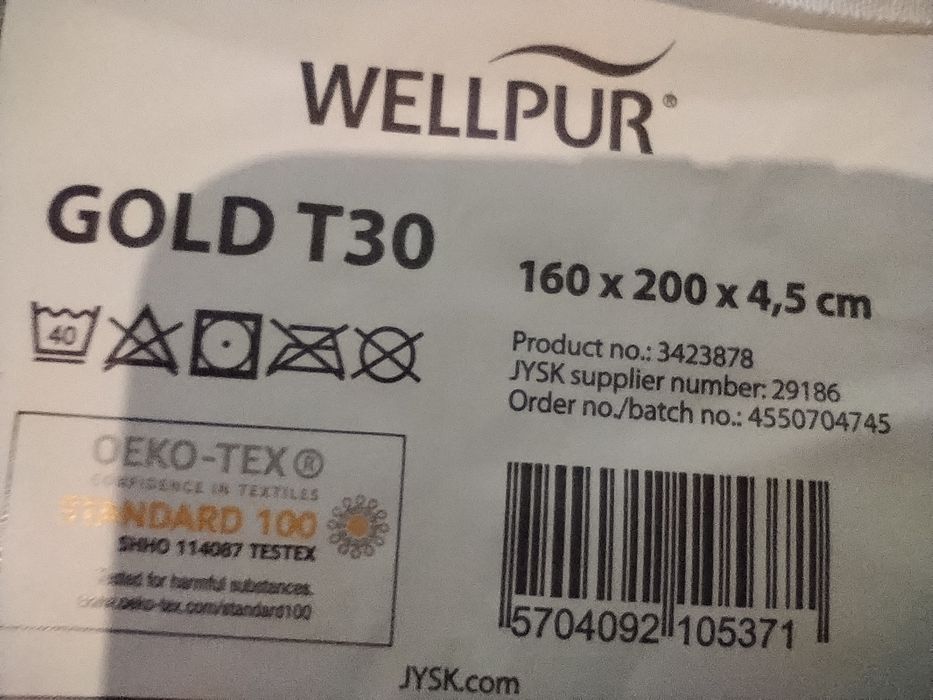 WELLPUR®
GOLD T30
160 x 200 x 4,5 cm
40
Product no.: 3423878
JYSK supplier number: 29186
Order no./batch no.: 4550704745
OEKO-TEX®
CONFIDENCE IN TEXTILES
STANDARD 100
SHHO 114087 TESTEX
Tested for harmful substances.
www.oeko-tex.com/standard100
5704092 105371
JYSK.com